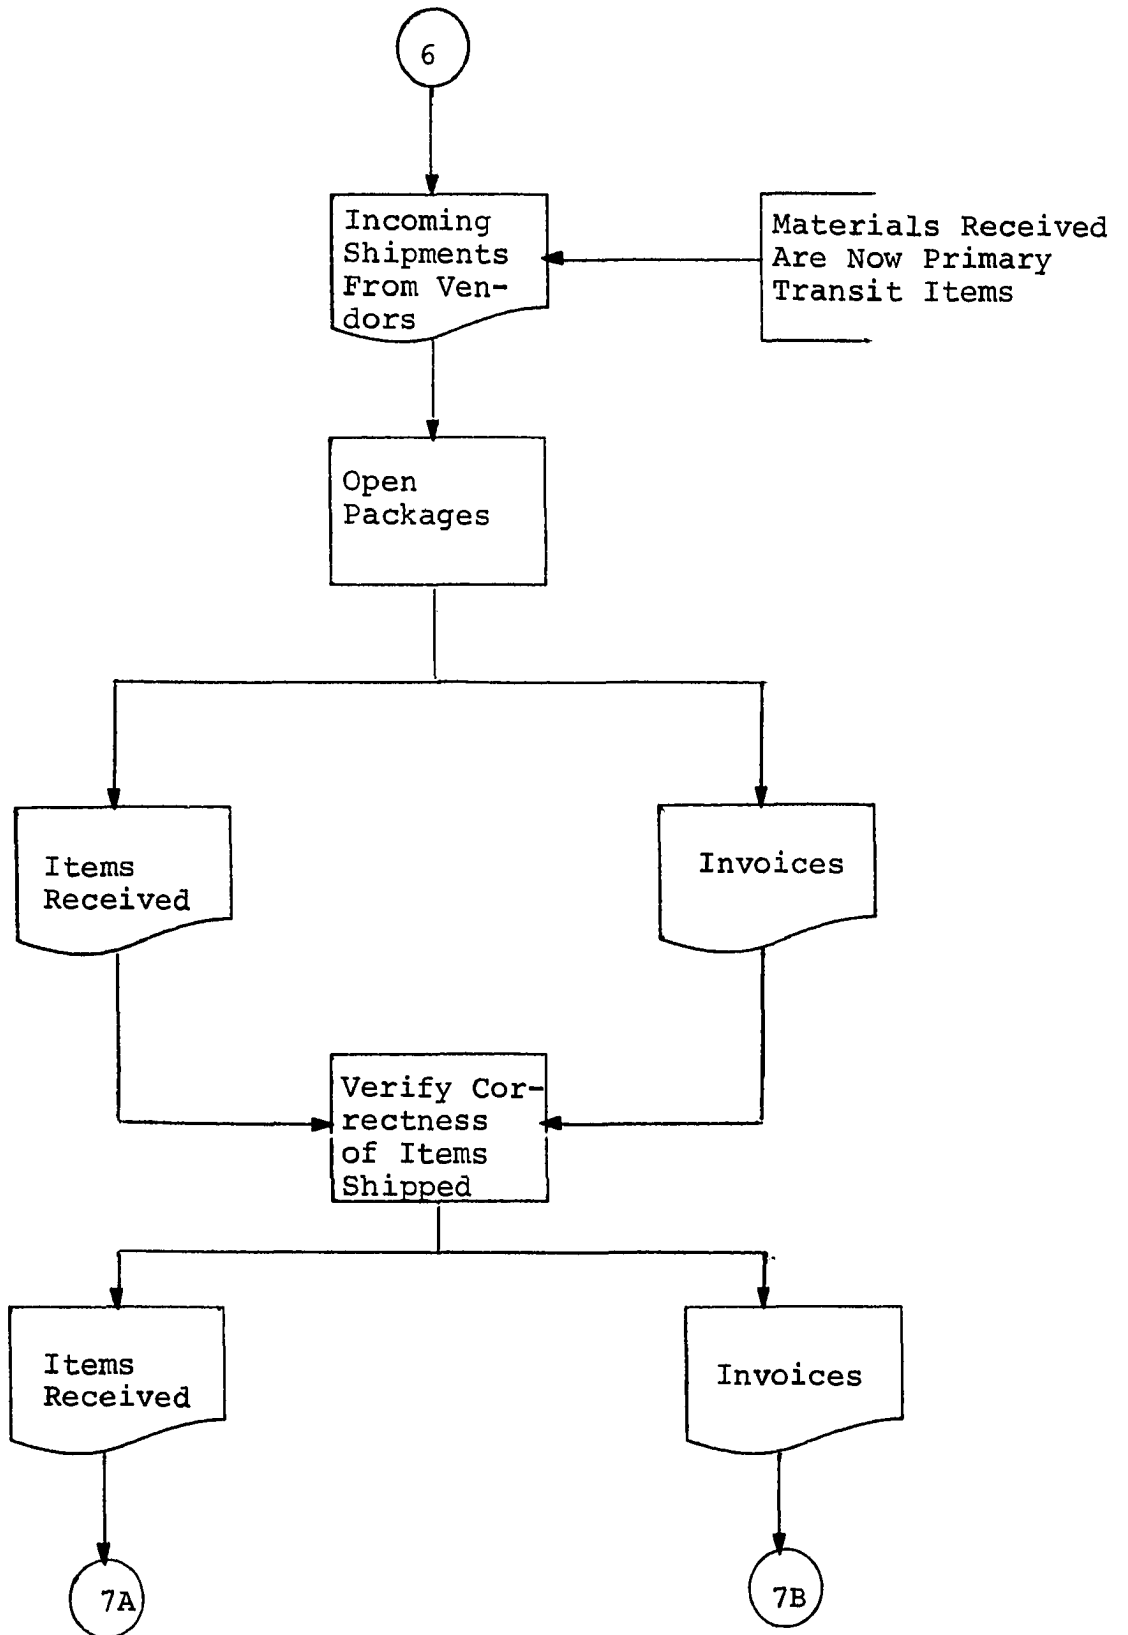 6
Incoming
Shipments
From Ven-
dors
Materials Received
Are Now Primary
Transit Items
Open
Packages
Items
Received
Invoices
Verify Cor-
rectness
of Items
Shipped
Items
Received
Invoices
7A
7B